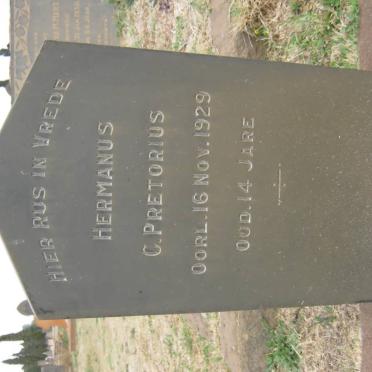 HIER RUS IN VREDE
HERMANUS
C. PRETORIUS
OORL. 16 NOV. 1929
OUD. 14 JARE